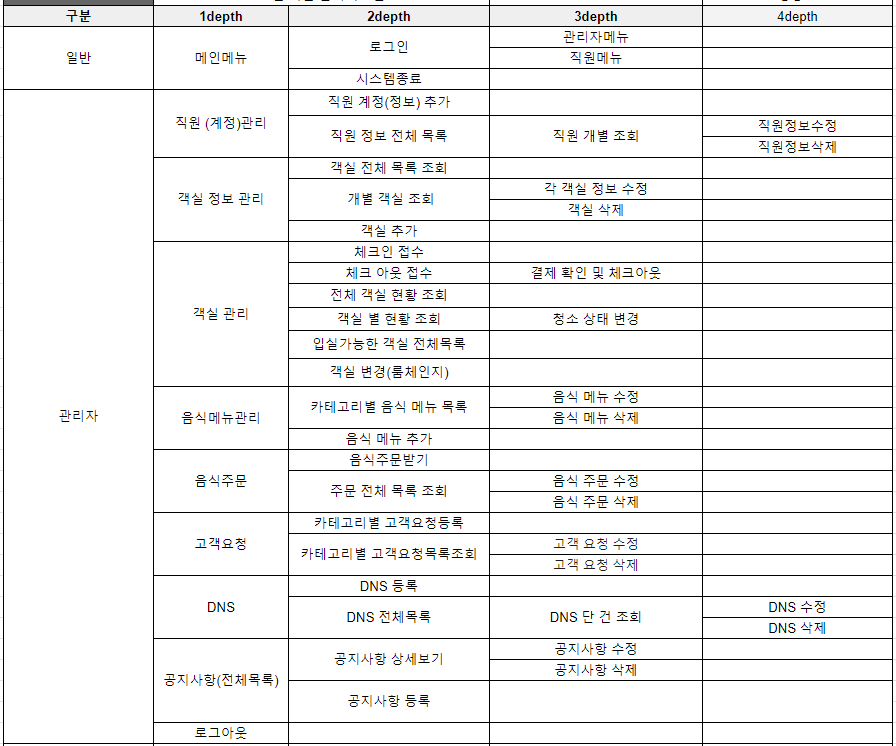 구분 1depth 2depth 3depth 4depth
일반 메인메뉴 로그인 관리자메뉴
직원메뉴
시스템종료
관리자 직원 (계정)관리 직원 계정(정보) 추가
직원 정보 전체 목록 직원 개별 조회 직원정보수정
직원정보삭제
객실 정보 관리 객실 전체 목록 조회
개별 객실 조회 각 객실 정보 수정
객실 삭제
객실 추가
객실 관리 체크인 접수
체크 아웃 접수 결제 확인 및 체크아웃
전체 객실 현황 조회
객실 별 현황 조회 청소 상태 변경
입실가능한 객실 전체목록
객실 변경(룸체인지)
음식메뉴관리 카테고리별 음식 메뉴 목록 음식 메뉴 수정
음식 메뉴 삭제
음식 메뉴 추가
음식주문 음식주문받기
주문 전체 목록 조회 음식 주문 수정
음식 주문 삭제
고객요청 카테고리별 고객요청등록
카테고리별 고객요청목록조회 고객 요청 수정
고객 요청 삭제
DNS DNS 등록
DNS 전체목록 DNS 단 건 조회 DNS 수정
DNS 삭제
공지사항(전체목록) 공지사항 상세보기 공지사항 수정
공지사항 삭제
공지사항 등록
로그아웃